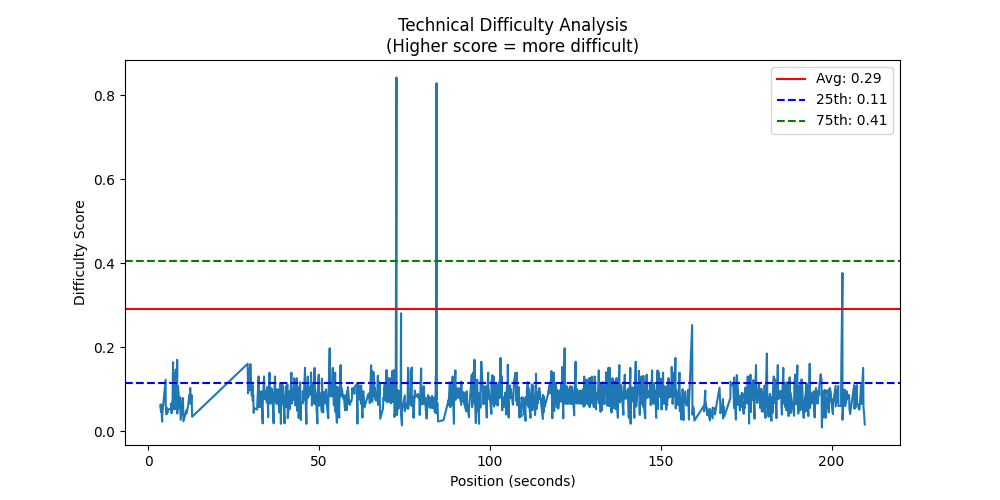 Technical Difficulty Analysis
(Higher score = more difficult)
Avg: 0.29
25th: 0.11
75th: 0.41
Difficulty Score
0.8
0.6
0.4
0.2
0.0
0
50
100
150
200
Position (seconds)